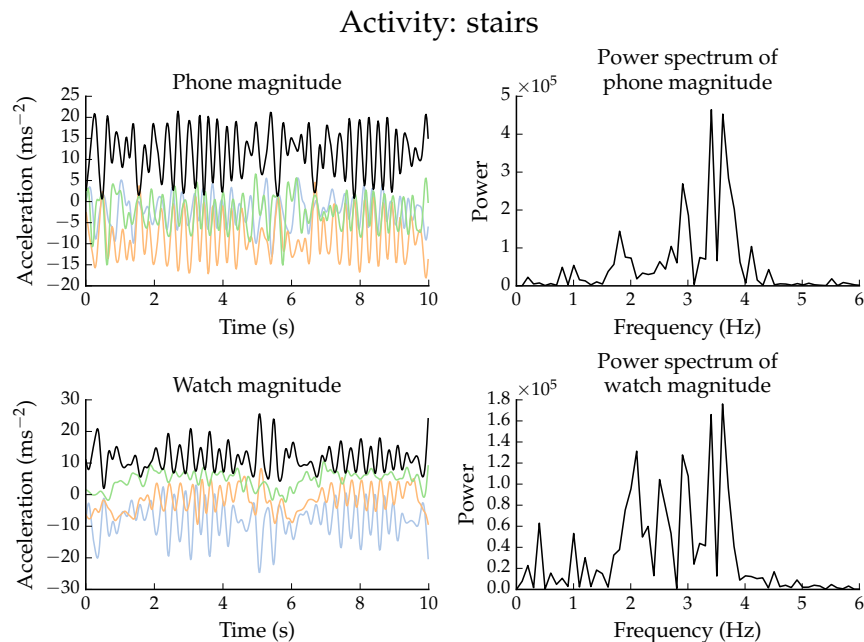 Activity: stairs
Phone magnitude
Acceleration (ms⁻²)
25
20
15
10
5
0
−5
−10
−15
−20
0 2 4 6 8 10
Time (s)
Power spectrum of
phone magnitude
×10⁵
Power
5
4
3
2
1
0
0 1 2 3 4 5 6
Frequency (Hz)
Watch magnitude
Acceleration (ms⁻²)
30
20
10
0
−10
−20
−30
0 2 4 6 8 10
Time (s)
Power spectrum of
watch magnitude
×10⁵
Power
1.8
1.6
1.4
1.2
1.0
0.8
0.6
0.4
0.2
0.0
0 1 2 3 4 5 6
Frequency (Hz)